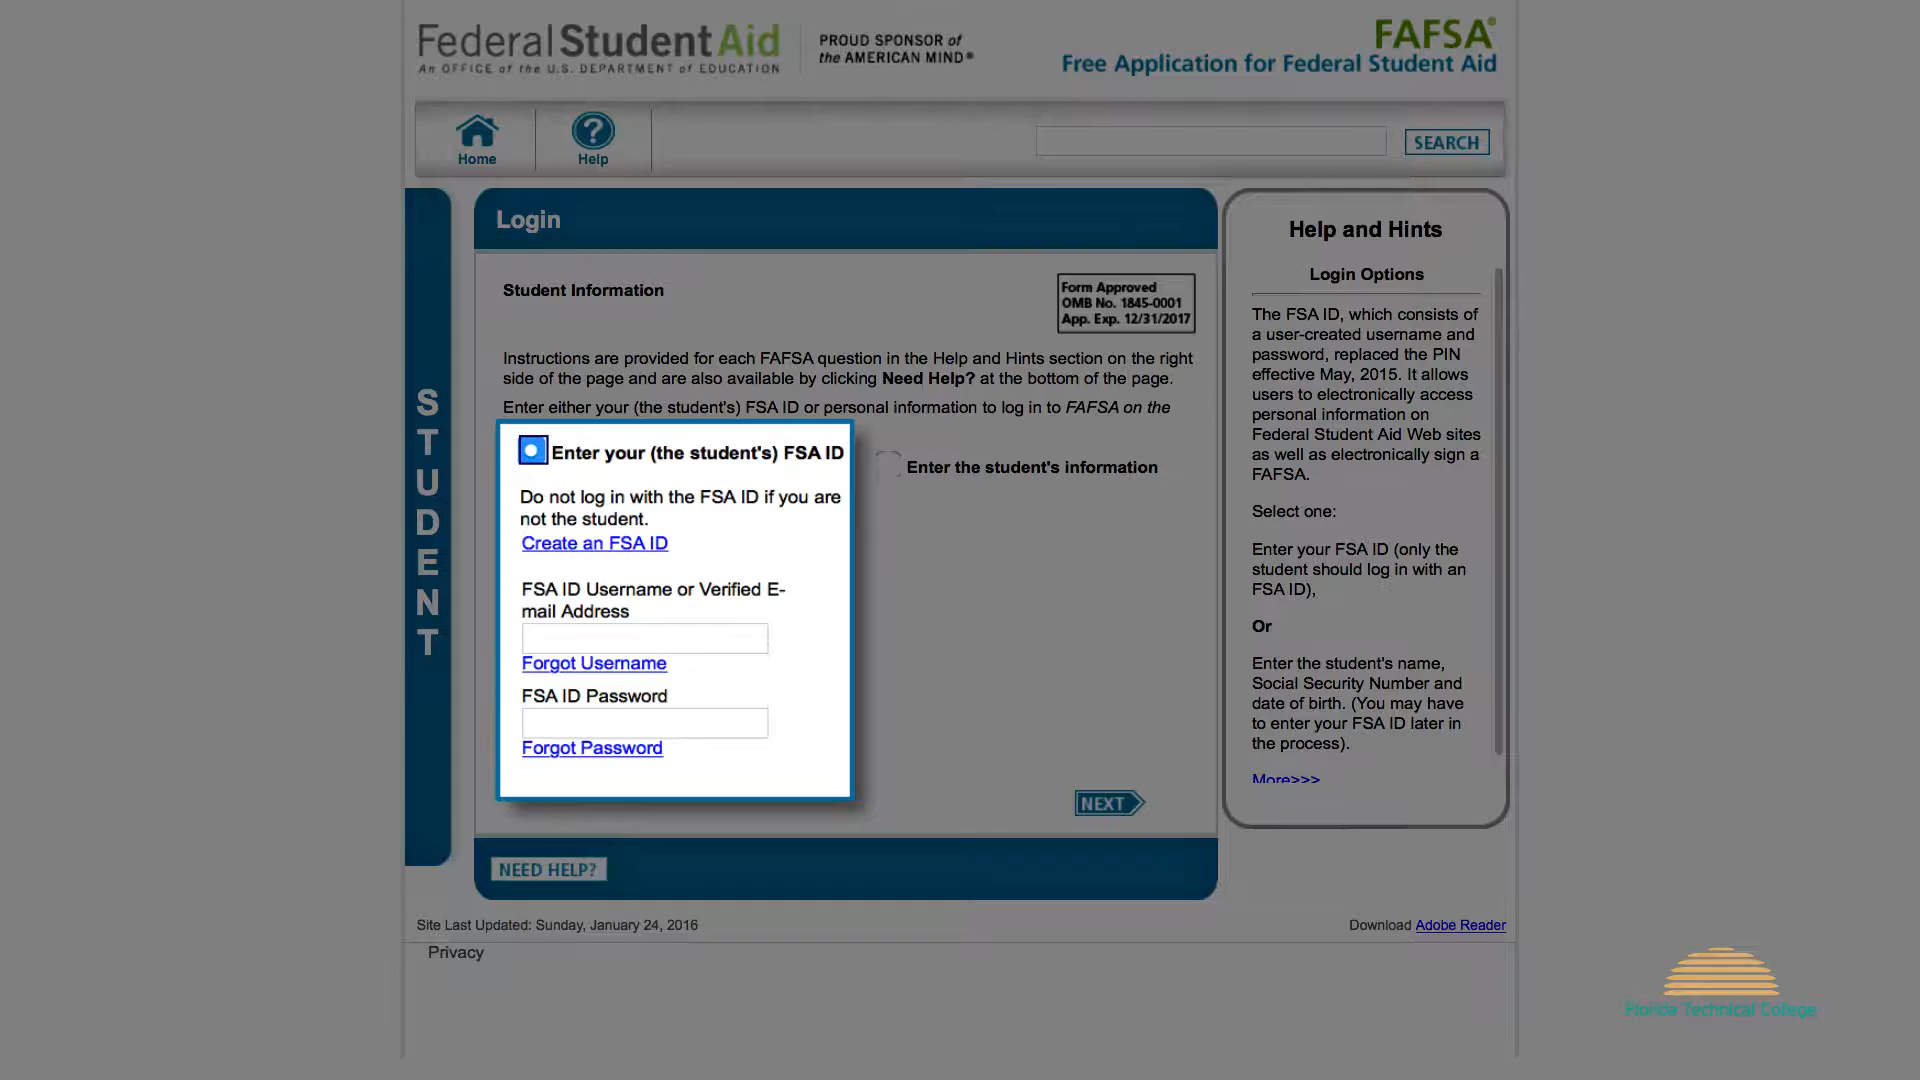 Federal Student Aid
An OFFICE of the U.S. DEPARTMENT of EDUCATION
PROUD SPONSOR of
the AMERICAN MIND®
FAFSA®
Free Application for Federal Student Aid
Home
Help
SEARCH
STUDENT
Login
Student Information
Form Approved
OMB No. 1845-0001
App. Exp. 12/31/2017
Instructions are provided for each FAFSA question in the Help and Hints section on the right
side of the page and are also available by clicking Need Help? at the bottom of the page.
Enter either your (the student's) FSA ID or personal information to log in to FAFSA on the
Enter your (the student's) FSA ID
Do not log in with the FSA ID if you are
not the student.
Create an FSA ID
FSA ID Username or Verified E-
mail Address
Forgot Username
FSA ID Password
Forgot Password
Enter the student's information
NEXT
NEED HELP?
Help and Hints
Login Options
The FSA ID, which consists of
a user-created username and
password, replaced the PIN
effective May, 2015. It allows
users to electronically access
personal information on
Federal Student Aid Web sites
as well as electronically sign a
FAFSA.
Select one:
Enter your FSA ID (only the
student should log in with an
FSA ID),
Or
Enter the student's name,
Social Security Number and
date of birth. (You may have
to enter your FSA ID later in
the process).
More>>>
Site Last Updated: Sunday, January 24, 2016
Download Adobe Reader
Privacy
Florida Technical College